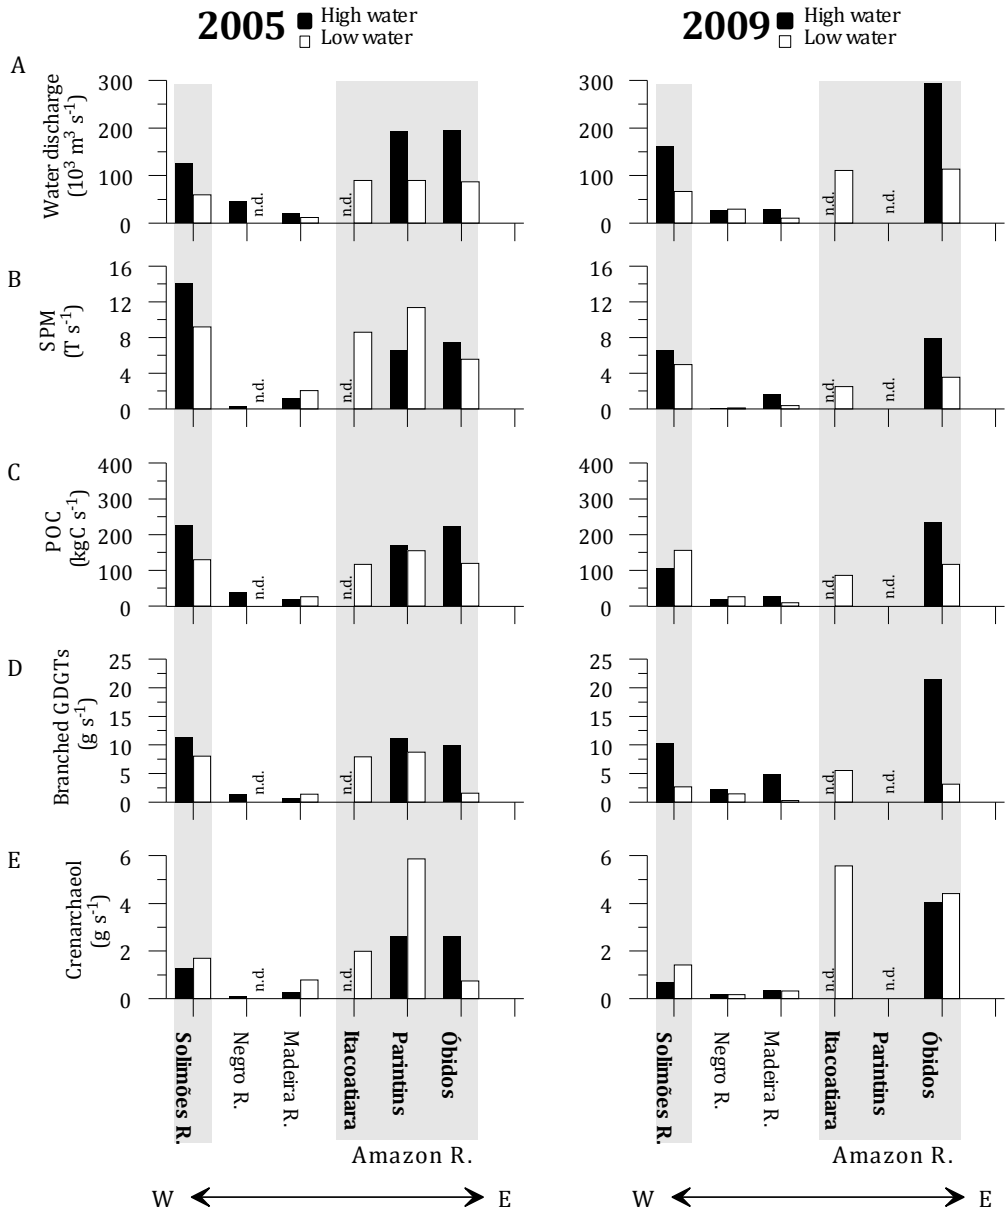 2005
High water
Low water
2009
High water
Low water
A
Water discharge
(10³ m³ s⁻¹)
300
200
100
0
n.d.
n.d.
300
200
100
0
n.d.
n.d.
B
SPM
(T s⁻¹)
16
12
8
4
0
n.d.
n.d.
16
12
8
4
0
n.d.
n.d.
C
POC
(kgC s⁻¹)
400
300
200
100
0
n.d.
n.d.
400
300
200
100
0
n.d.
n.d.
D
Branched GDGTs
(g s⁻¹)
25
20
15
10
5
0
n.d.
n.d.
25
20
15
10
5
0
n.d.
n.d.
E
Crenarchaeol
(g s⁻¹)
6
4
2
0
n.d.
n.d.
6
4
2
0
n.d.
n.d.
Solimões R.
Negro R.
Madeira R.
Itacoatiara
Parintins
Óbidos
Solimões R.
Negro R.
Madeira R.
Itacoatiara
Parintins
Óbidos
Amazon R.
Amazon R.
W
E
W
E